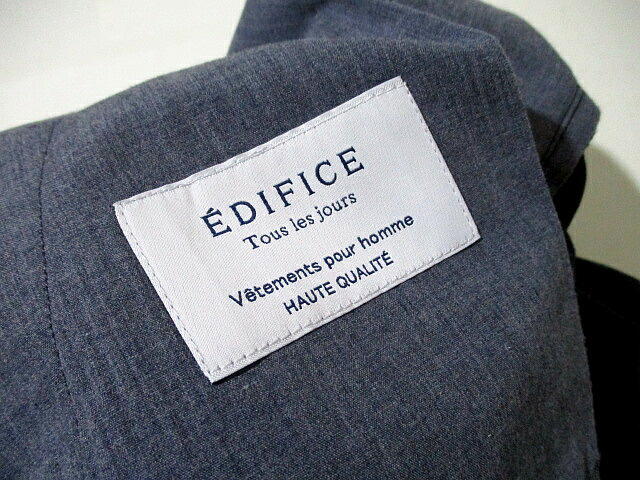 ÉDIFICE
Tous les jours
Vêtements pour homme
HAUTE QUALITÉ